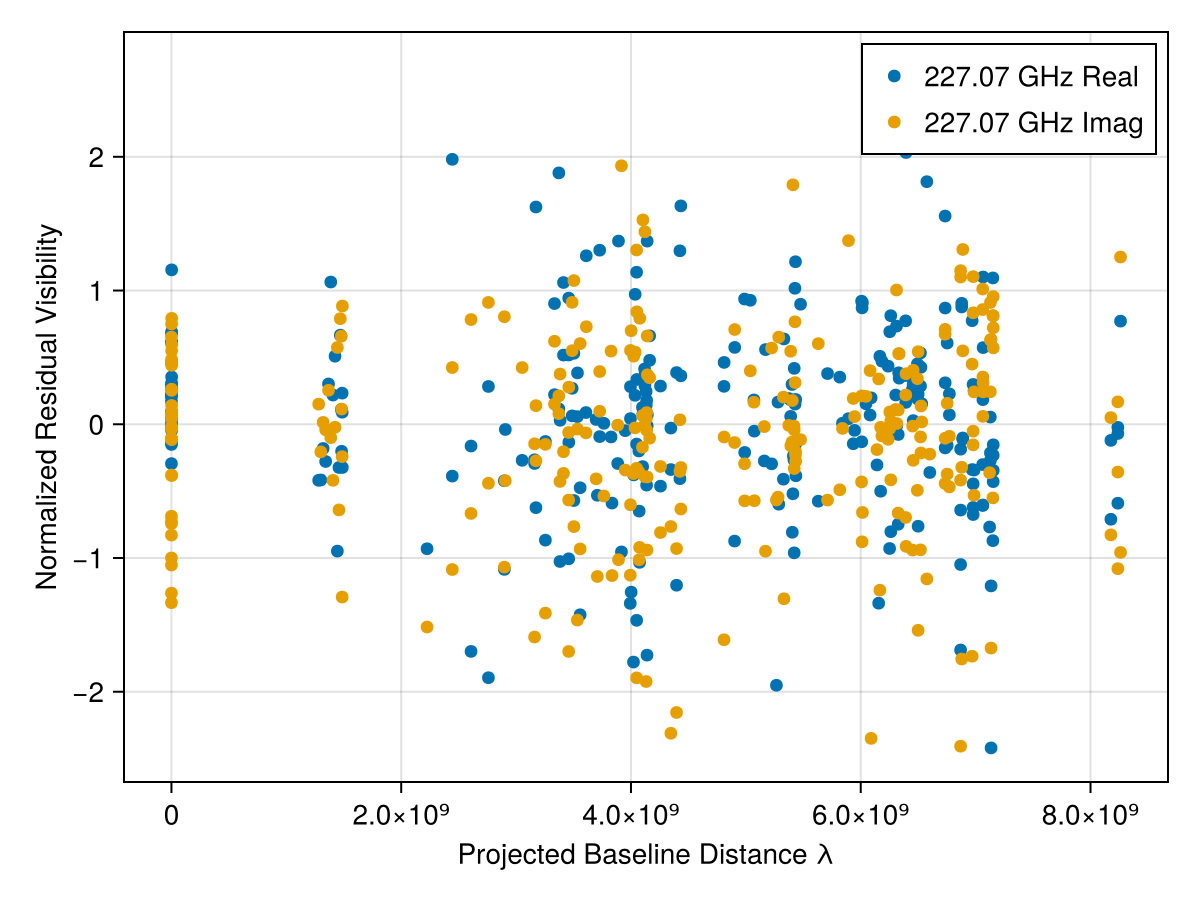 227.07 GHz Real
227.07 GHz Imag
Normalized Residual Visibility
2
1
0
−1
−2
0
2.0×10⁹
4.0×10⁹
6.0×10⁹
8.0×10⁹
Projected Baseline Distance λ